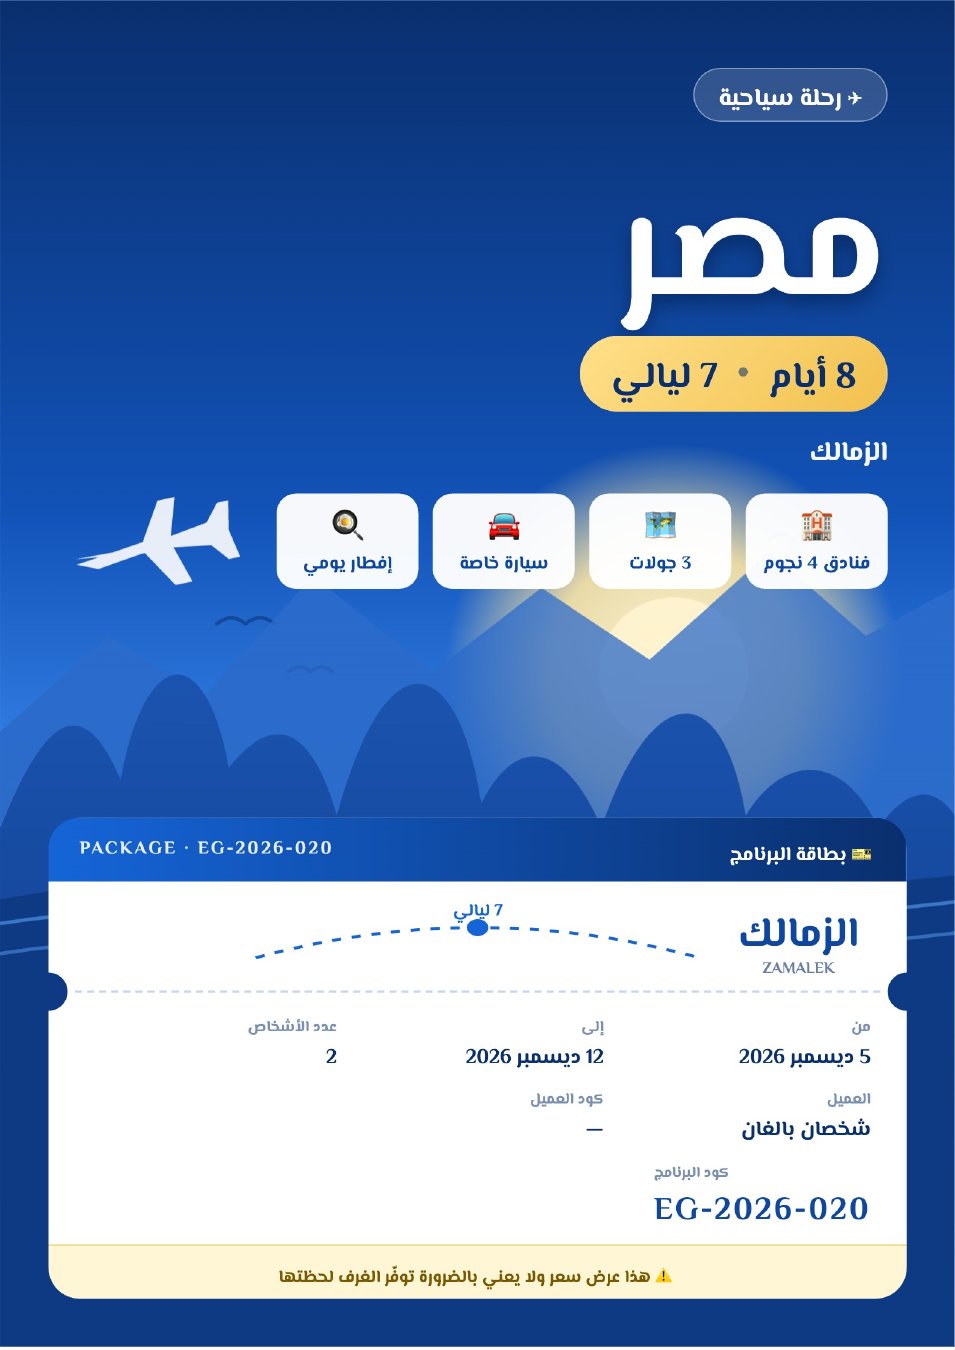 ✈ رحلة سياحية
مصر
8 أيام • 7 ليالي
الزمالك
فنادق 4 نجوم
3 جولات
سيارة خاصة
إفطار يومي
🎫 بطاقة البرنامج
PACKAGE · EG-2026-020
7 ليالي
الزمالك
ZAMALEK
من
5 ديسمبر 2026
إلى
12 ديسمبر 2026
عدد الأشخاص
2
العميل
شخصان بالغان
كود العميل
—
كود البرنامج
EG-2026-020
⚠️ هذا عرض سعر ولا يعني بالضرورة توفّر الغرف لحظتها